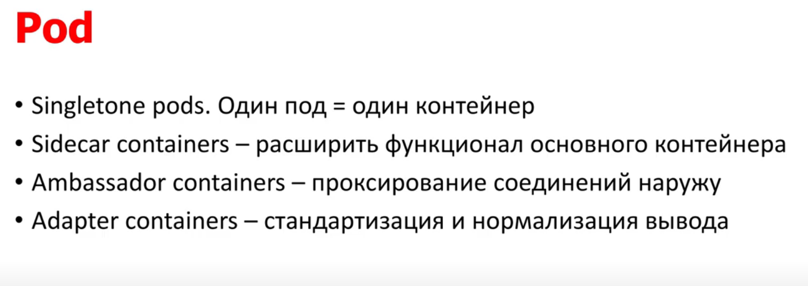 Pod
• Singletone pods. Один под = один контейнер
• Sidecar containers – расширить функционал основного контейнера
• Ambassador containers – проксирование соединений наружу
• Adapter containers – стандартизация и нормализация вывода